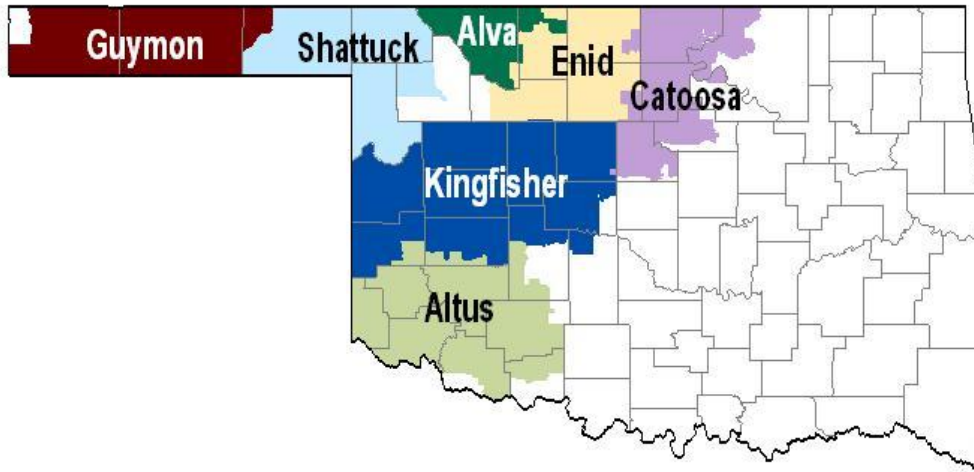 Guymon
Shattuck
Alva
Enid
Catoosa
Kingfisher
Altus